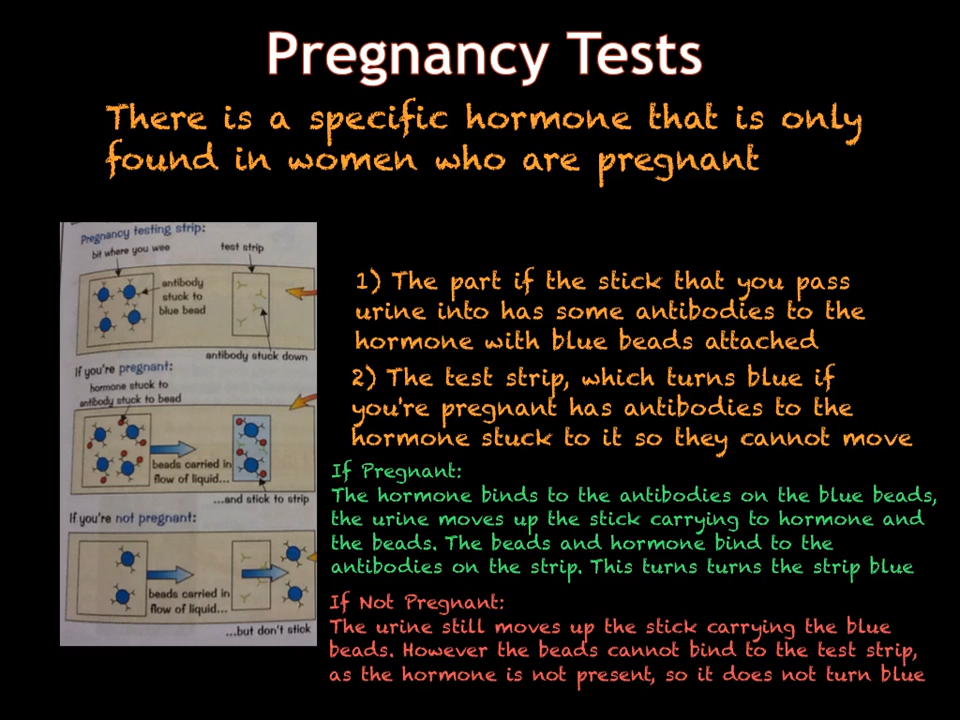 Pregnancy Tests
There is a specific hormone that is only
found in women who are pregnant
Pregnancy testing strip:
bit where you wee
test strip
antibody
stuck to
blue bead
antibody stuck down
If you're pregnant:
hormone stuck to
antibody stuck to bead
beads carried in
flow of liquid...
...and stick to strip
If you're not pregnant:
beads carried in
flow of liquid...
...but don't stick
1) The part if the stick that you pass
urine into has some antibodies to the
hormone with blue beads attached
2) The test strip, which turns blue if
you're pregnant has antibodies to the
hormone stuck to it so they cannot move
If Pregnant:
The hormone binds to the antibodies on the blue beads,
the urine moves up the stick carrying to hormone and
the beads. The beads and hormone bind to the
antibodies on the strip. This turns turns the strip blue
If Not Pregnant:
The urine still moves up the stick carrying the blue
beads. However the beads cannot bind to the test strip,
as the hormone is not present, so it does not turn blue